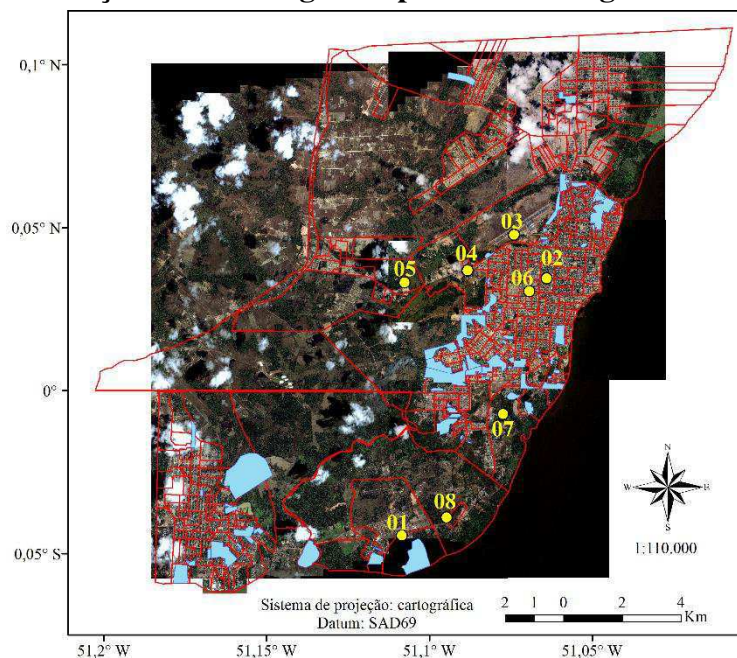 0,1° N
0,05° N
03
04
02
05
06
0°
07
N
W E
S
08
01
0,05° S
1:110.000
Sistema de projeção: cartográfica
Datum: SAD69
2 1 0 2 4
Km
51,2° W 51,15° W 51,1° W 51,05° W